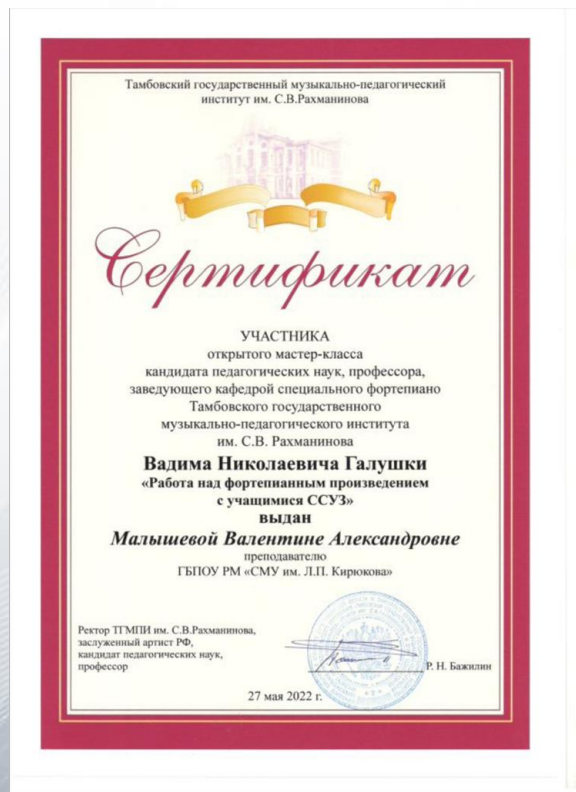 Тамбовский государственный музыкально-педагогический
институт им. С.В.Рахманинова
Сертификат
УЧАСТНИКА
открытого мастер-класса
кандидата педагогических наук, профессора,
заведующего кафедрой специального фортепиано
Тамбовского государственного
музыкально-педагогического института
им. С.В. Рахманинова
Вадима Николаевича Галушки
«Работа над фортепианным произведением
с учащимися ССУЗ»
выдан
Малышевой Валентине Александровне
преподавателю
ГБПОУ РМ «СМУ им. Л.П. Кирюкова»
Ректор ТГМПИ им. С.В.Рахманинова,
заслуженный артист РФ,
кандидат педагогических наук,
профессор
Р. Н. Бажилин
27 мая 2022 г.